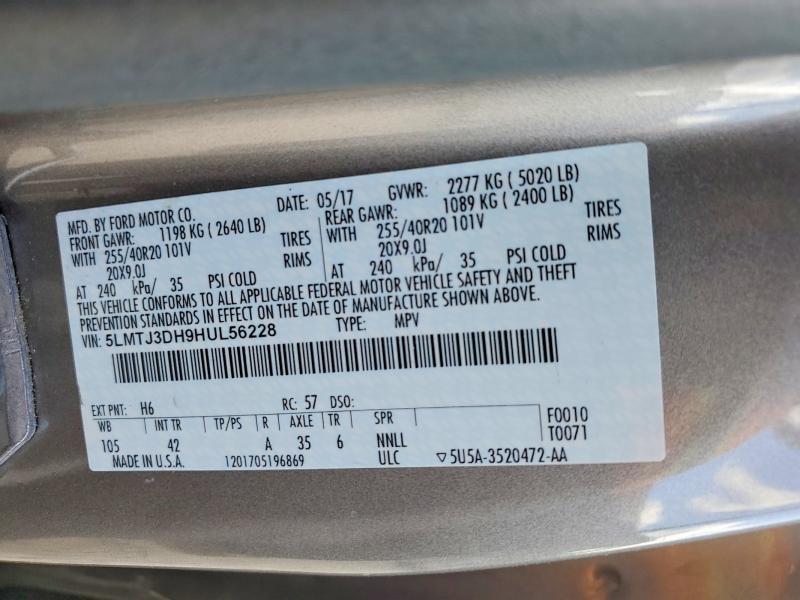 MFD. BY FORD MOTOR CO. DATE: 05/17 GVWR: 2277 KG ( 5020 LB)
FRONT GAWR: 1198 KG ( 2640 LB) REAR GAWR: 1089 KG ( 2400 LB)
WITH 255/40R20 101V TIRES WITH 255/40R20 101V TIRES
20X9.0J RIMS 20X9.0J RIMS
AT 240 kPa/ 35 PSI COLD AT 240 kPa/ 35 PSI COLD
THIS VEHICLE CONFORMS TO ALL APPLICABLE FEDERAL MOTOR VEHICLE SAFETY AND THEFT
PREVENTION STANDARDS IN EFFECT ON THE DATE OF MANUFACTURE SHOWN ABOVE.
VIN: 5LMTJ3DH9HUL56228 TYPE: MPV
EXT PNT: H6 RC: 57 DSO:
WB INT TR TP/PS R AXLE TR SPR F0010
105 42 A 35 6 NNLL T0071
MADE IN U.S.A. 1201705196869 ULC ▽5U5A-3520472-AA